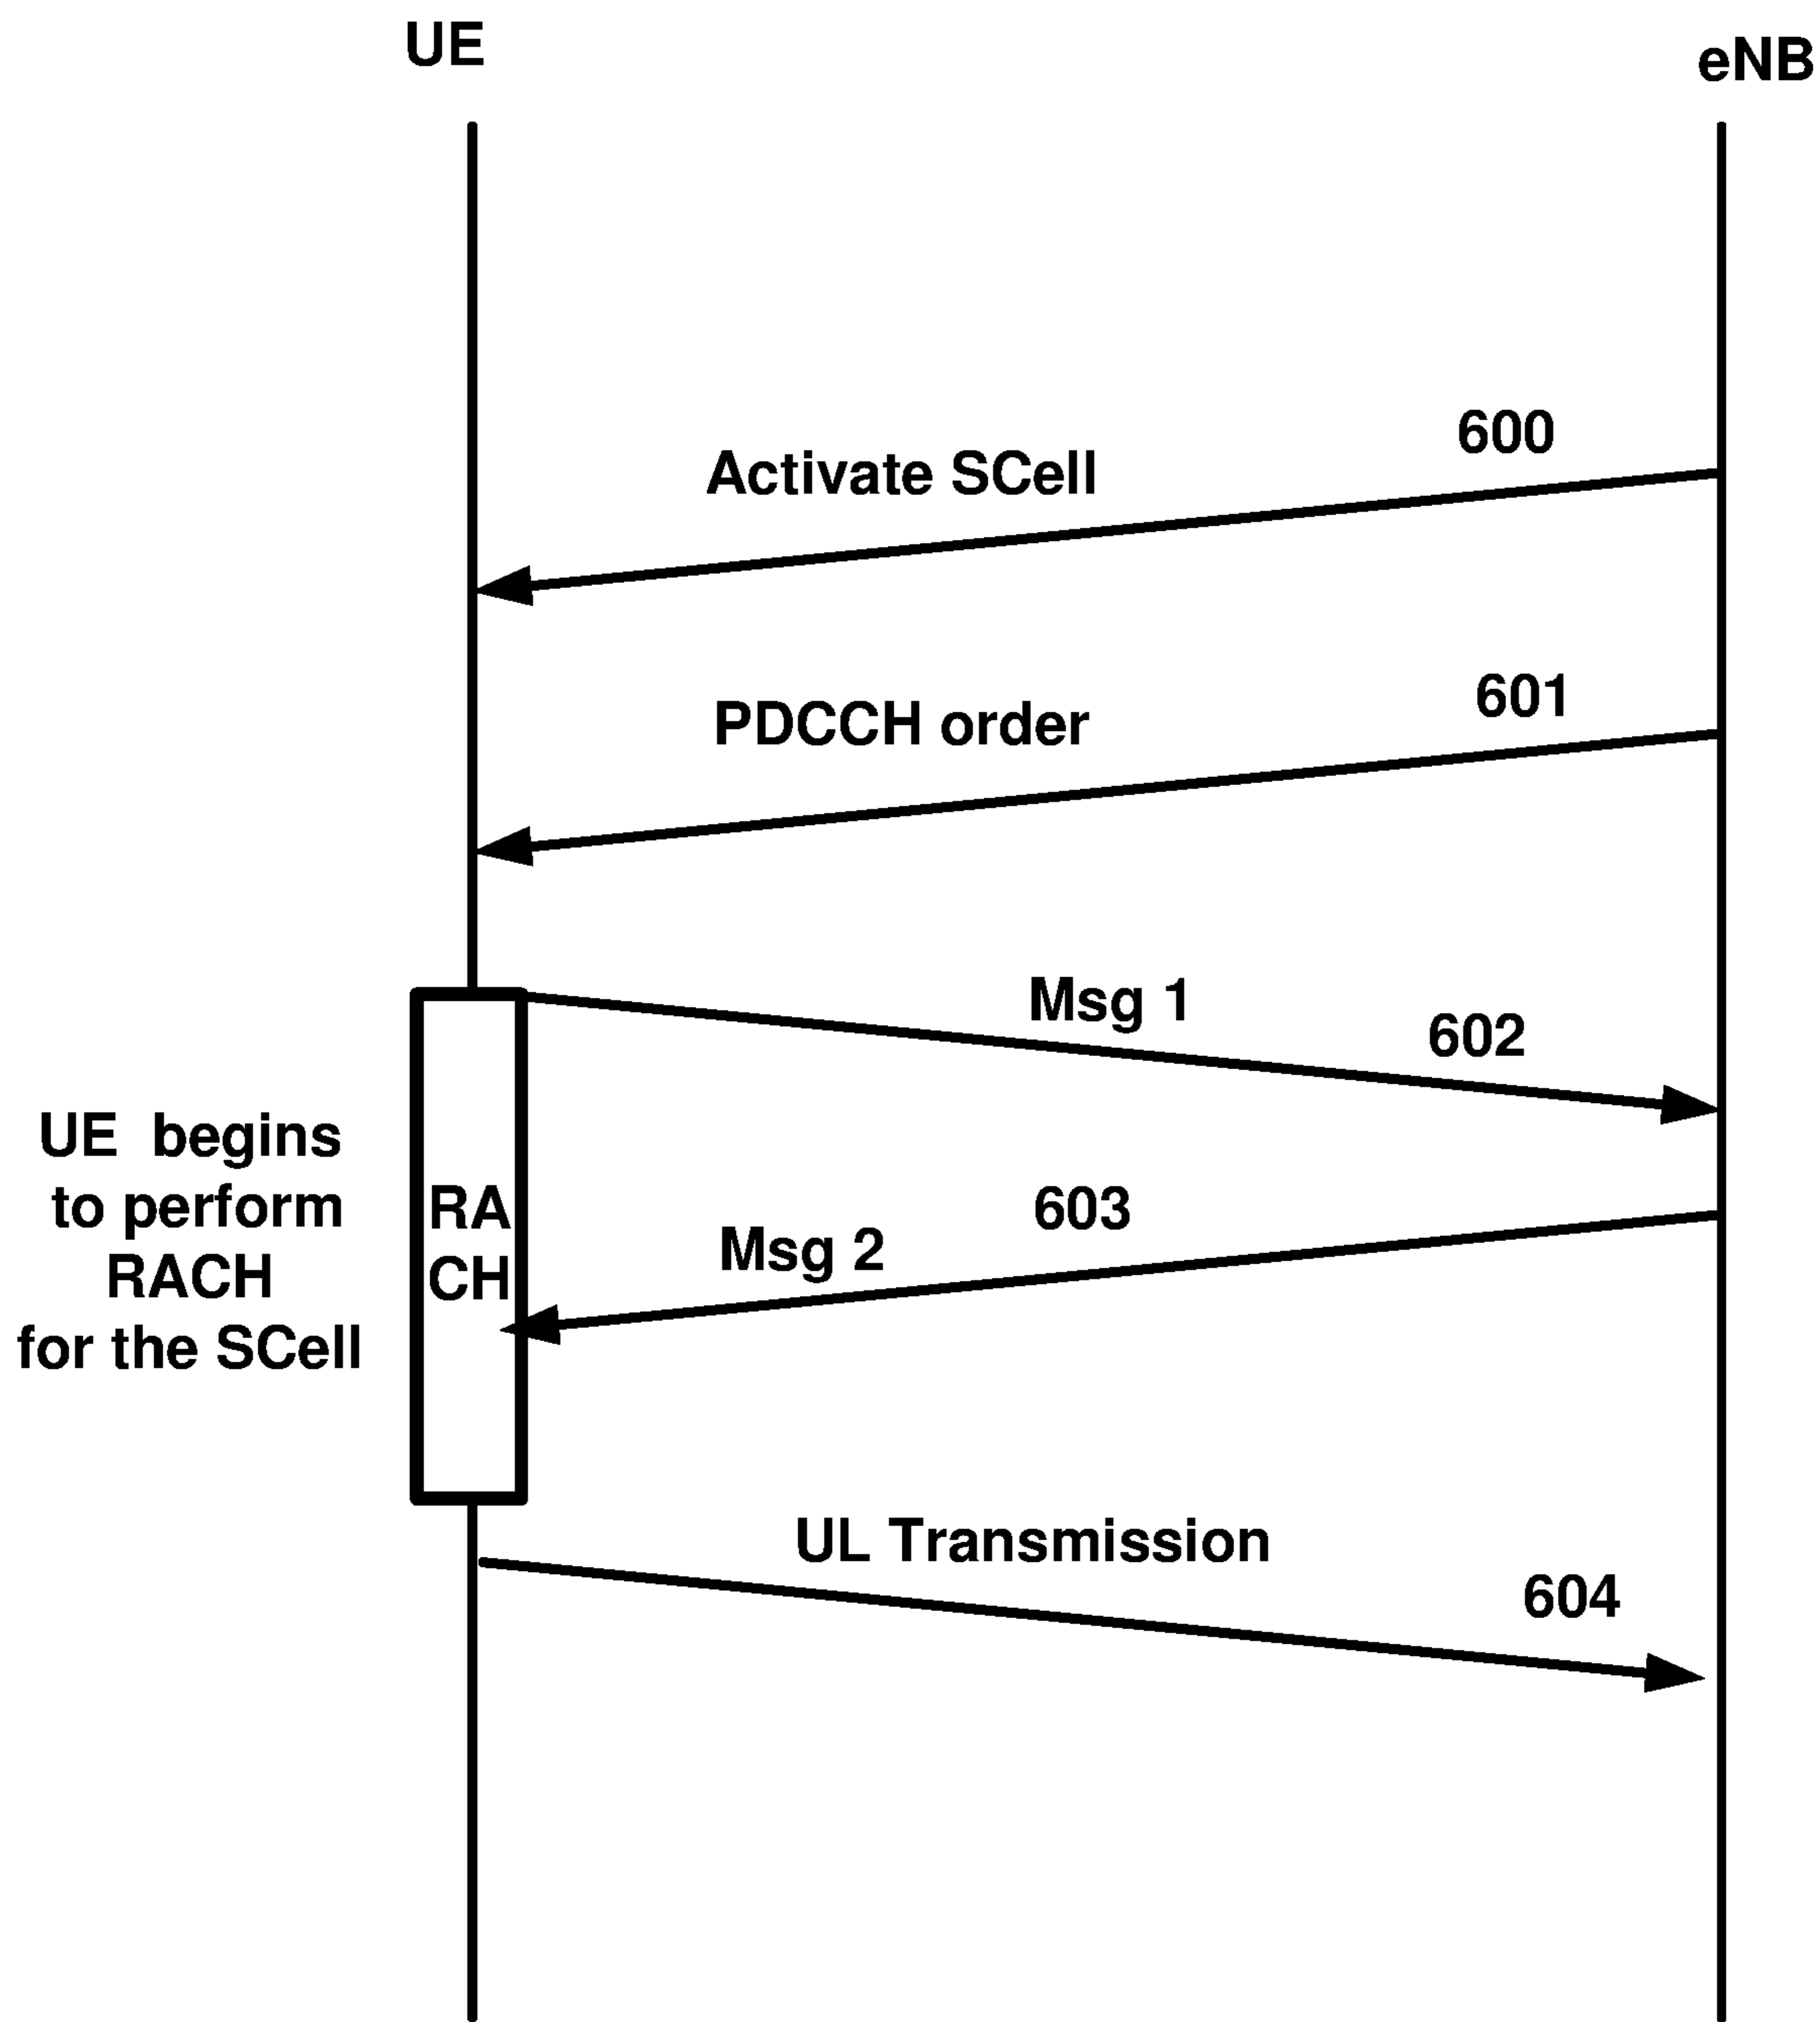 UE
eNB
600
Activate SCell
601
PDCCH order
Msg 1
602
UE begins
to perform
RACH
for the SCell
RA
CH
603
Msg 2
UL Transmission
604